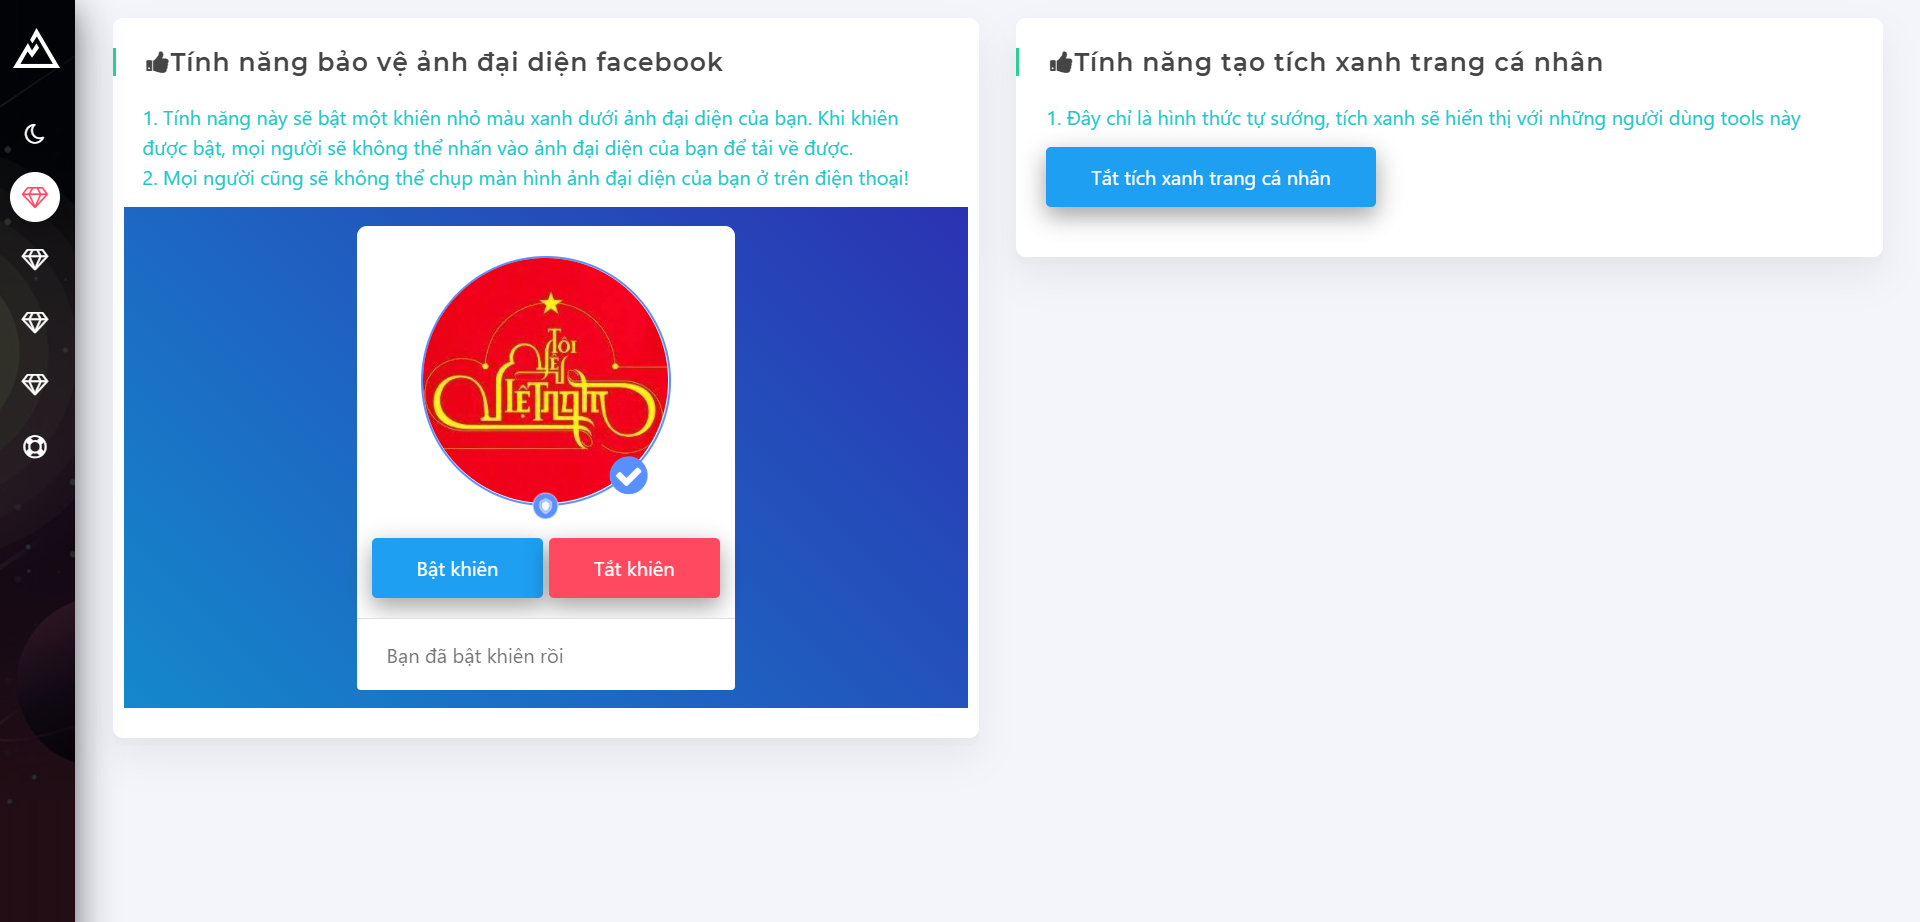 Tính năng bảo vệ ảnh đại diện facebook
1. Tính năng này sẽ bật một khiên nhỏ màu xanh dưới ảnh đại diện của bạn. Khi khiên
được bật, mọi người sẽ không thể nhấn vào ảnh đại diện của bạn để tải về được.
2. Mọi người cũng sẽ không thể chụp màn hình ảnh đại diện của bạn ở trên điện thoại!
TÔI
YÊU
VIỆTNAM
Bật khiên
Tắt khiên
Bạn đã bật khiên rồi
Tính năng tạo tích xanh trang cá nhân
1. Đây chỉ là hình thức tự sướng, tích xanh sẽ hiển thị với những người dùng tools này
Tắt tích xanh trang cá nhân